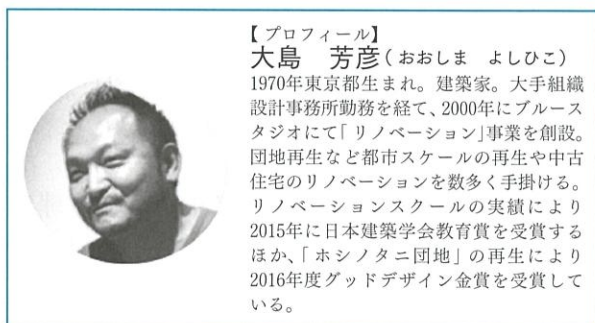 【プロフィール】
大島　芳彦(おおしま　よしひこ)
1970年東京都生まれ。建築家。大手組織
設計事務所勤務を経て、2000年にブルース
タジオにて「リノベーション」事業を創設。
団地再生など都市スケールの再生や中古
住宅のリノベーションを数多く手掛ける。
リノベーションスクールの実績により
2015年に日本建築学会教育賞を受賞する
ほか、「ホシノタニ団地」の再生により
2016年度グッドデザイン金賞を受賞して
いる。